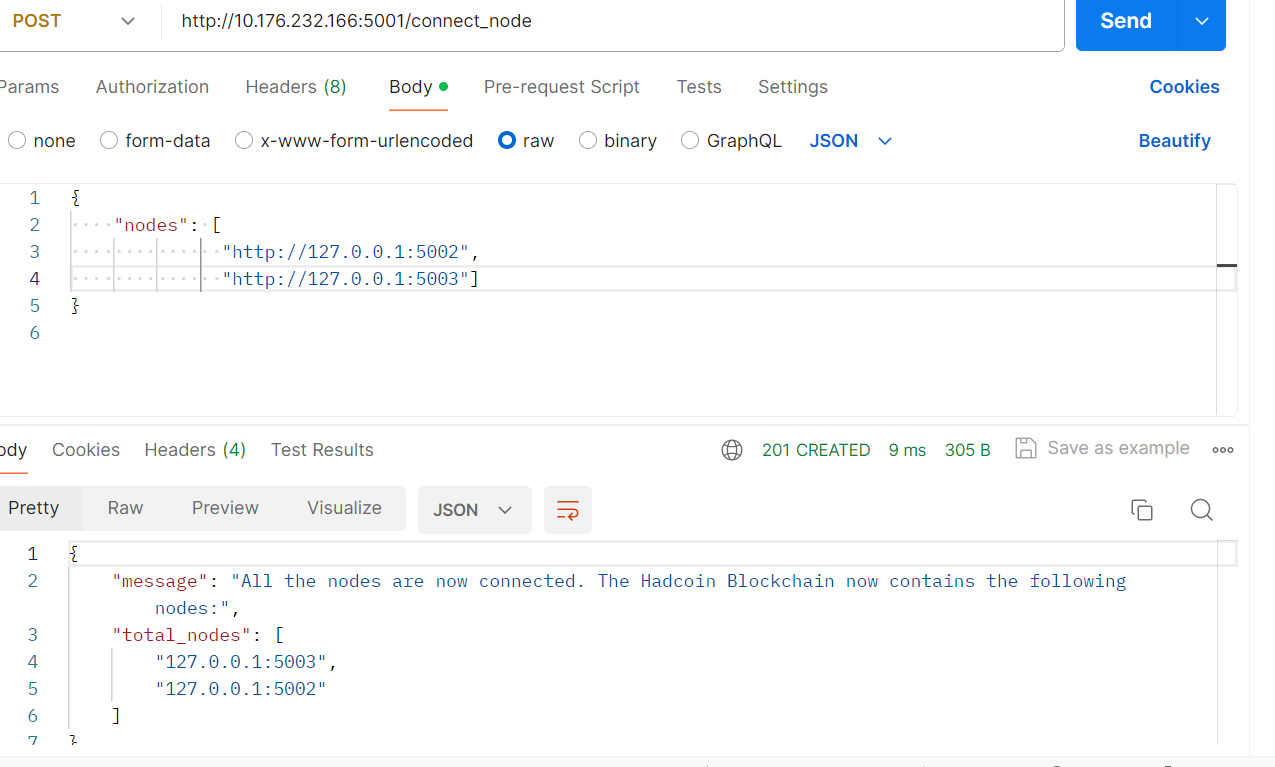 POST http://10.176.232.166:5001/connect_node Send
Params Authorization Headers (8) Body Pre-request Script Tests Settings Cookies
none form-data x-www-form-urlencoded raw binary GraphQL JSON Beautify
1 {
2 "nodes": [
3 "http://127.0.0.1:5002",
4 "http://127.0.0.1:5003"]
5 }
6
ody Cookies Headers (4) Test Results 201 CREATED 9 ms 305 B Save as example
Pretty Raw Preview Visualize JSON
1 {
2 "message": "All the nodes are now connected. The Hadcoin Blockchain now contains the following
nodes:",
3 "total_nodes": [
4 "127.0.0.1:5003",
5 "127.0.0.1:5002"
6 ]
7 }